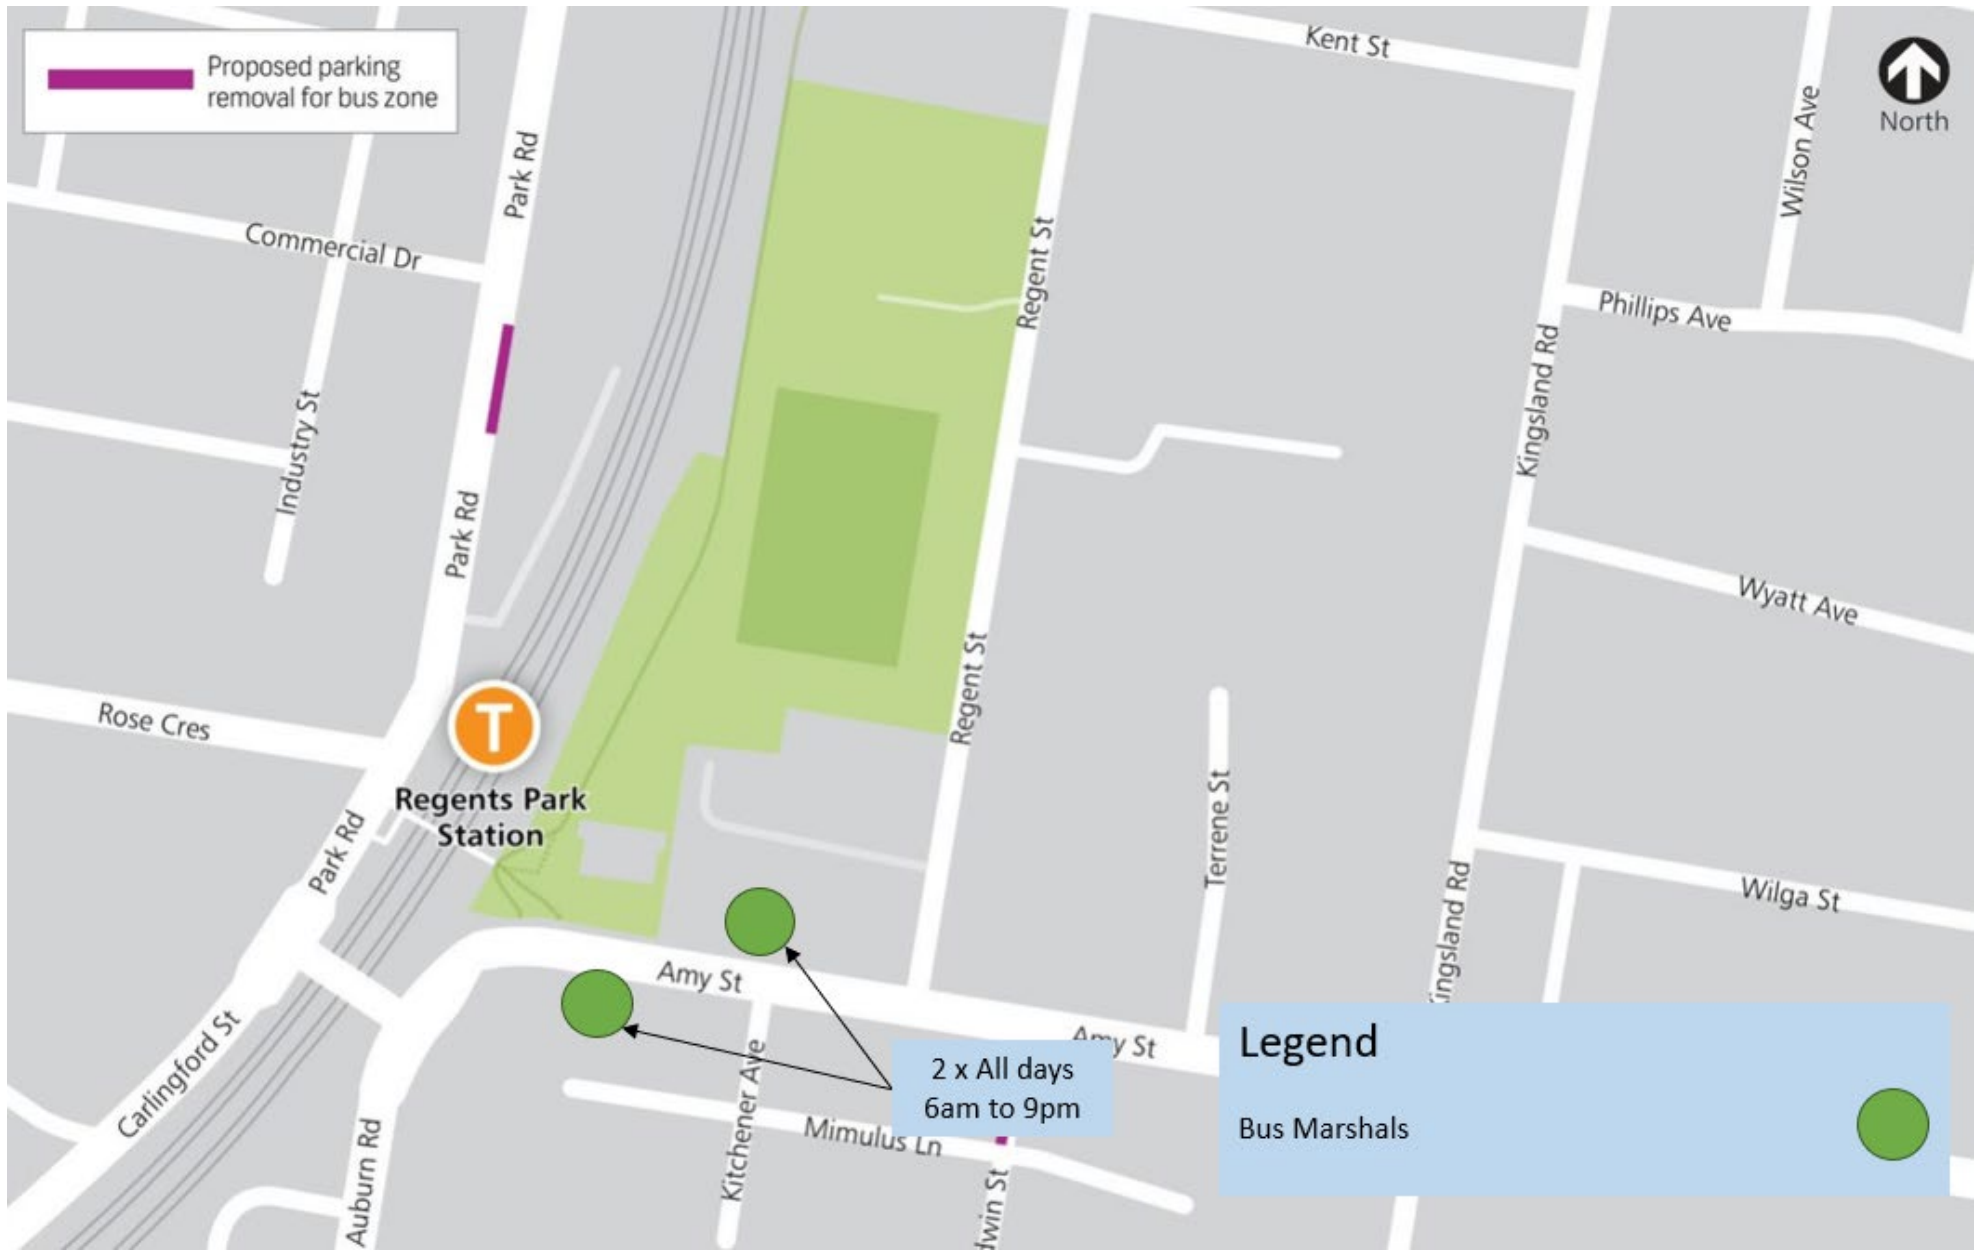 Proposed parking
removal for bus zone
Kent St
North
Wilson Ave
Park Rd
Commercial Dr
Regent St
Phillips Ave
Kingsland Rd
Industry St
Park Rd
Wyatt Ave
Regent St
Rose Cres
T
Regents Park
Station
Terrene St
Park Rd
Wilga St
Kingsland Rd
Amy St
Amy St
Carlingford St
Kitchener Ave
Mimulus Ln
Auburn Rd
2 x All days
6am to 9pm
Legend
Bus Marshals